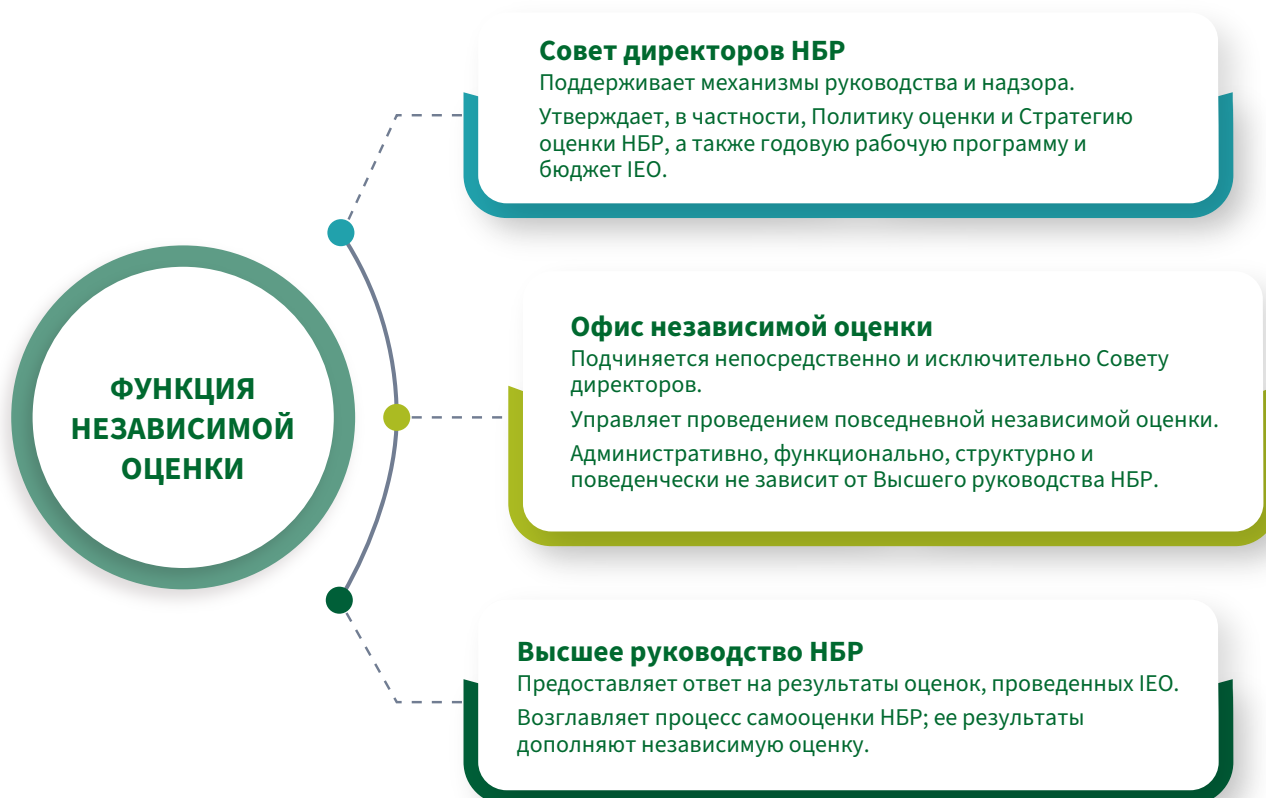 Совет директоров НБР
Поддерживает механизмы руководства и надзора.
Утверждает, в частности, Политику оценки и Стратегию
оценки НБР, а также годовую рабочую программу и
бюджет IEO.
ФУНКЦИЯ
НЕЗАВИСИМОЙ
ОЦЕНКИ
Офис независимой оценки
Подчиняется непосредственно и исключительно Совету
директоров.
Управляет проведением повседневной независимой оценки.
Административно, функционально, структурно и
поведенчески не зависит от Высшего руководства НБР.
Высшее руководство НБР
Предоставляет ответ на результаты оценок, проведенных IEO.
Возглавляет процесс самооценки НБР; ее результаты
дополняют независимую оценку.